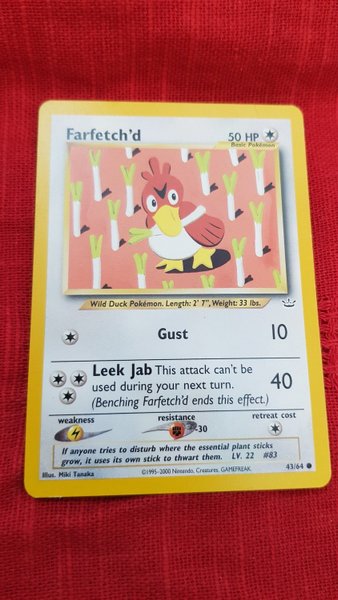 Farfetch'd
50 HP
Basic Pokémon
Wild Duck Pokémon. Length: 2' 7", Weight: 33 lbs.
Gust 10
Leek Jab This attack can't be
used during your next turn.
(Benching Farfetch'd ends this effect.)
40
weakness resistance retreat cost
-30
If anyone tries to disturb where the essential plant sticks
grow, it uses its own stick to thwart them. LV. 22 #83
Illus. Miki Tanaka
©1995-2000 Nintendo, Creatures, GAMEFREAK.
43/64